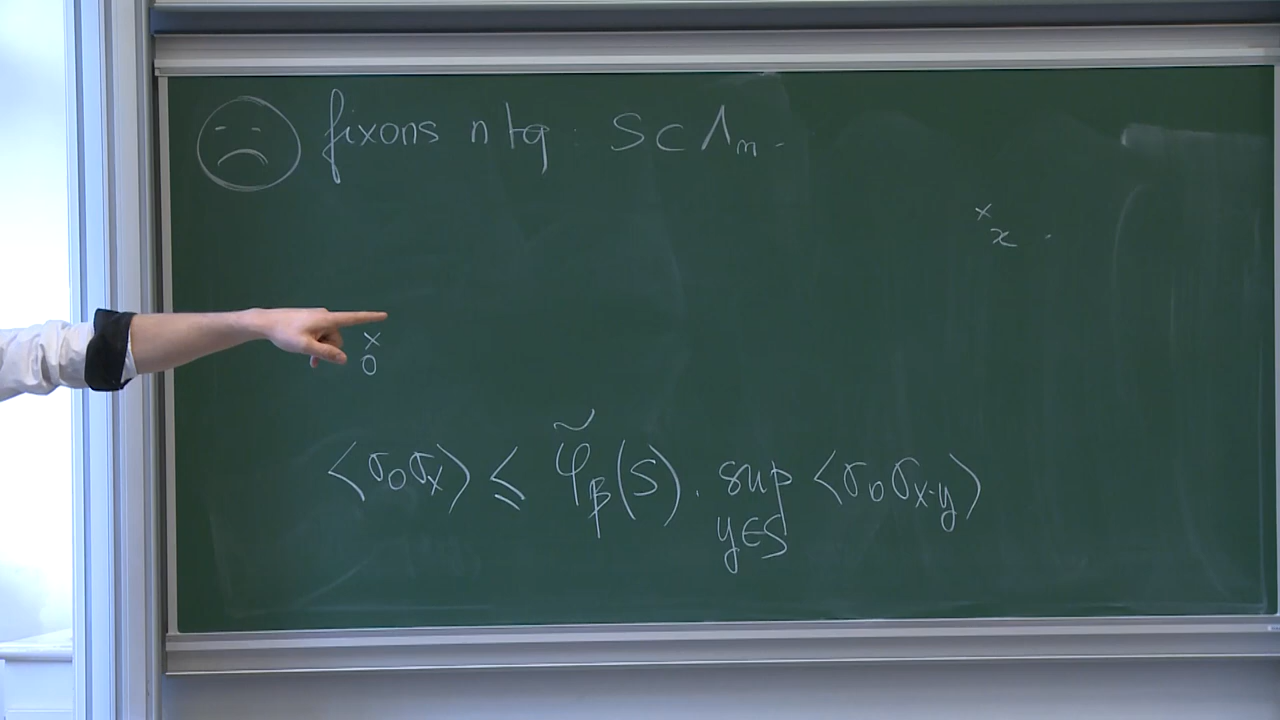 fixons n tq : S ⊂ Λ_n.
x
x
x
0
⟨σ_0 σ_x⟩ ≤ φ̃_β(S) · sup_{y∈S} ⟨σ_0 σ_{x-y}⟩